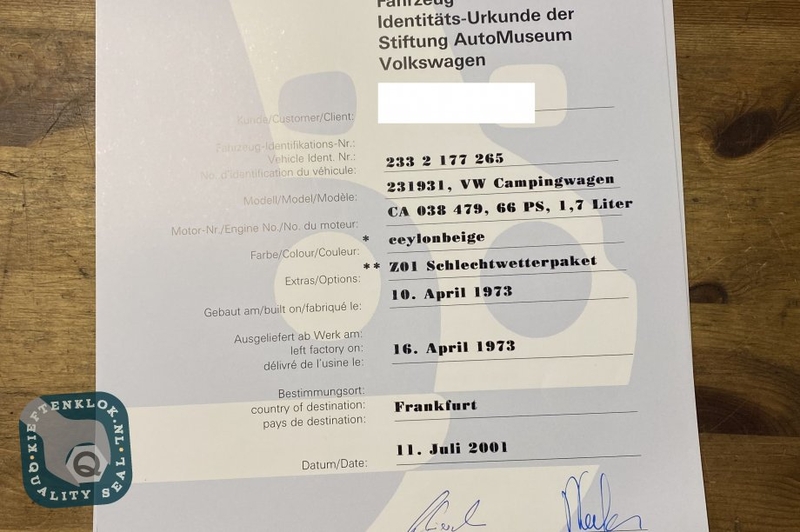 Fahrzeug
Identitäts-Urkunde der
Stiftung AutoMuseum
Volkswagen
Kunde/Customer/Client:
Fahrzeug-Identifikations-Nr.:
Vehicle Ident. Nr.:
No. d'identification du véhicule:
233 2 177 265
Modell/Model/Modèle:
231931, VW Campingwagen
Motor-Nr./Engine No./No. du moteur:
CA 038 479, 66 PS, 1,7 Liter
Farbe/Colour/Couleur:
* ceylonbeige
Extras/Options:
** Z01 Schlechtwetterpaket
Gebaut am/built on/fabriqué le:
10. April 1973
Ausgeliefert ab Werk am:
left factory on:
délivré de l'usine le:
16. April 1973
Bestimmungsort:
country of destination:
pays de destination:
Frankfurt
Datum/Date:
11. Juli 2001
KIEFTENKLOK.NL
QUALITY SEAL
Q